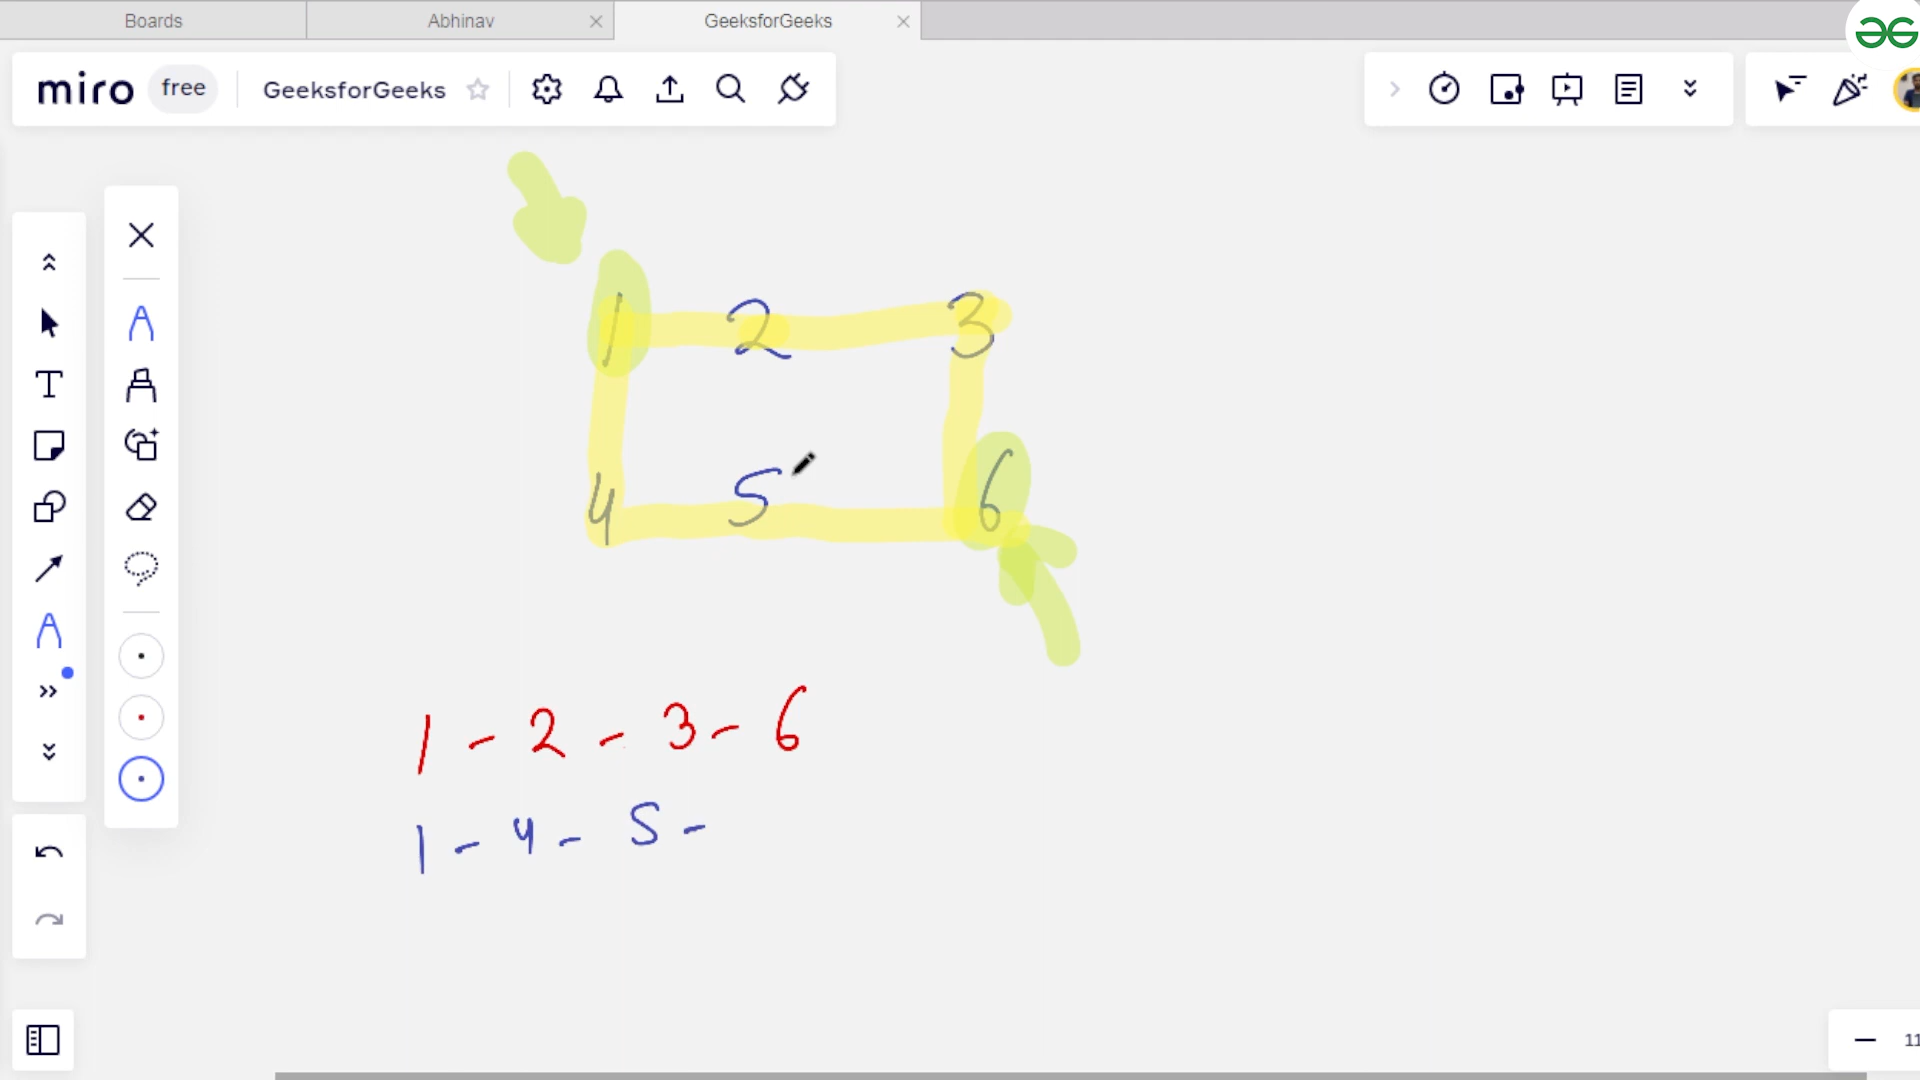 Boards Abhinav GeeksforGeeks
miro free GeeksforGeeks
1 2 3
4 5 6
1 - 2 - 3 - 6
1 - 4 - 5 -
11